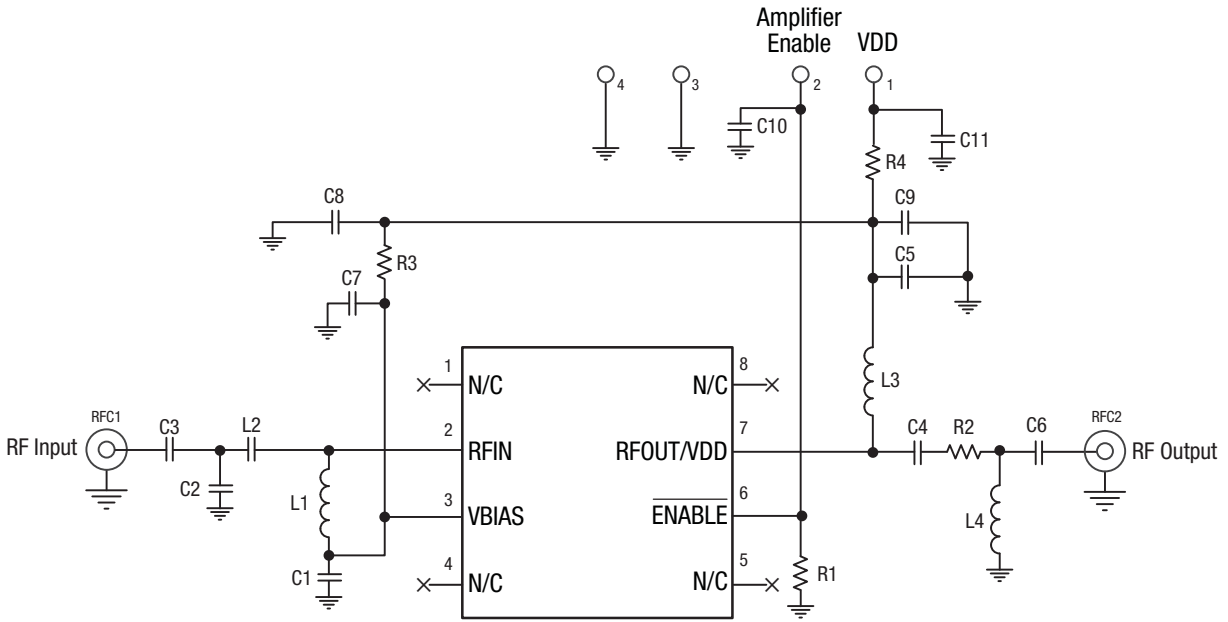 Amplifier
Enable
VDD
4
3
2
1
C10
C11
R4
C8
C9
R3
C5
C7
L3
1
N/C
8
N/C
RFC1
C3
L2
2
RFIN
7
RFOUT/VDD
C4
R2
C6
RFC2
RF Input
RF Output
C2
L1
3
VBIAS
6
ENABLE
L4
C1
4
N/C
5
N/C
R1